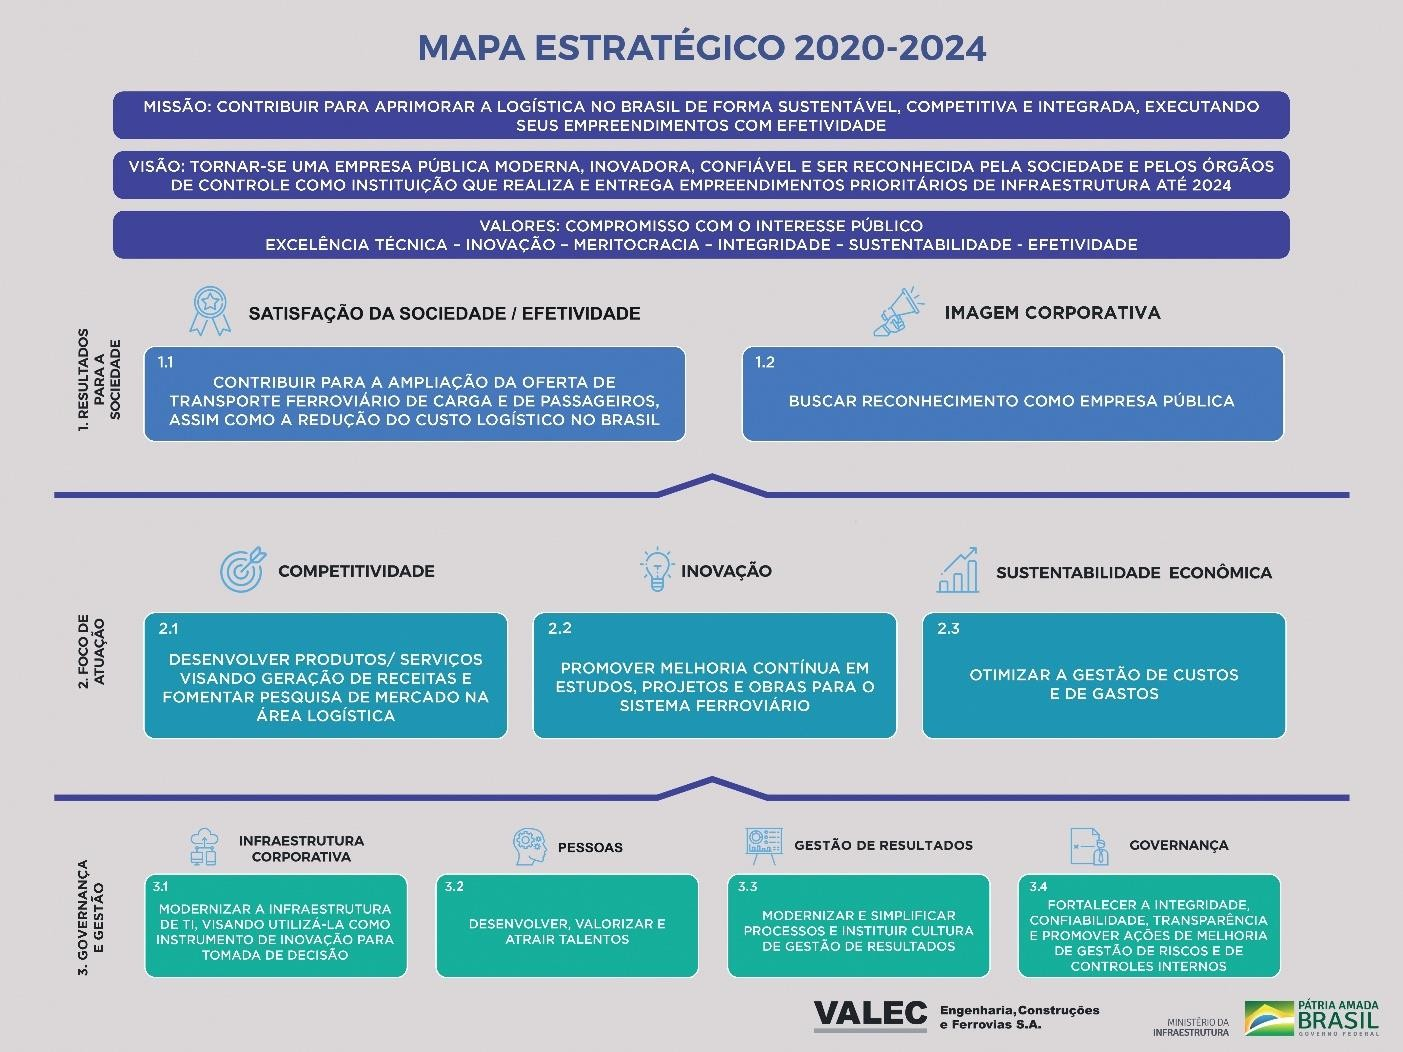 MAPA ESTRATÉGICO 2020-2024
MISSÃO: CONTRIBUIR PARA APRIMORAR A LOGÍSTICA NO BRASIL DE FORMA SUSTENTÁVEL, COMPETITIVA E INTEGRADA, EXECUTANDO
SEUS EMPREENDIMENTOS COM EFETIVIDADE
VISÃO: TORNAR-SE UMA EMPRESA PÚBLICA MODERNA, INOVADORA, CONFIÁVEL E SER RECONHECIDA PELA SOCIEDADE E PELOS ÓRGÃOS
DE CONTROLE COMO INSTITUIÇÃO QUE REALIZA E ENTREGA EMPREENDIMENTOS PRIORITÁRIOS DE INFRAESTRUTURA ATÉ 2024
VALORES: COMPROMISSO COM O INTERESSE PÚBLICO
EXCELÊNCIA TÉCNICA – INOVAÇÃO – MERITOCRACIA – INTEGRIDADE – SUSTENTABILIDADE - EFETIVIDADE
1. RESULTADOS
PARA A
SOCIEDADE
SATISFAÇÃO DA SOCIEDADE / EFETIVIDADE
1.1
CONTRIBUIR PARA A AMPLIAÇÃO DA OFERTA DE
TRANSPORTE FERROVIÁRIO DE CARGA E DE PASSAGEIROS,
ASSIM COMO A REDUÇÃO DO CUSTO LOGÍSTICO NO BRASIL
IMAGEM CORPORATIVA
1.2
BUSCAR RECONHECIMENTO COMO EMPRESA PÚBLICA
2. FOCO DE
ATUAÇÃO
COMPETITIVIDADE
2.1
DESENVOLVER PRODUTOS/ SERVIÇOS
VISANDO GERAÇÃO DE RECEITAS E
FOMENTAR PESQUISA DE MERCADO NA
ÁREA LOGÍSTICA
INOVAÇÃO
2.2
PROMOVER MELHORIA CONTÍNUA EM
ESTUDOS, PROJETOS E OBRAS PARA O
SISTEMA FERROVIÁRIO
SUSTENTABILIDADE ECONÔMICA
2.3
OTIMIZAR A GESTÃO DE CUSTOS
E DE GASTOS
3. GOVERNANÇA
E GESTÃO
INFRAESTRUTURA
CORPORATIVA
3.1
MODERNIZAR A INFRAESTRUTURA
DE TI, VISANDO UTILIZÁ-LA COMO
INSTRUMENTO DE INOVAÇÃO PARA
TOMADA DE DECISÃO
PESSOAS
3.2
DESENVOLVER, VALORIZAR E
ATRAIR TALENTOS
GESTÃO DE RESULTADOS
3.3
MODERNIZAR E SIMPLIFICAR
PROCESSOS E INSTITUIR CULTURA
DE GESTÃO DE RESULTADOS
GOVERNANÇA
3.4
FORTALECER A INTEGRIDADE,
CONFIABILIDADE, TRANSPARÊNCIA
E PROMOVER AÇÕES DE MELHORIA
DE GESTÃO DE RISCOS E DE
CONTROLES INTERNOS
VALEC
Engenharia, Construções
e Ferrovias S.A.
MINISTÉRIO DA
INFRAESTRUTURA
PÁTRIA AMADA
BRASIL
GOVERNO FEDERAL